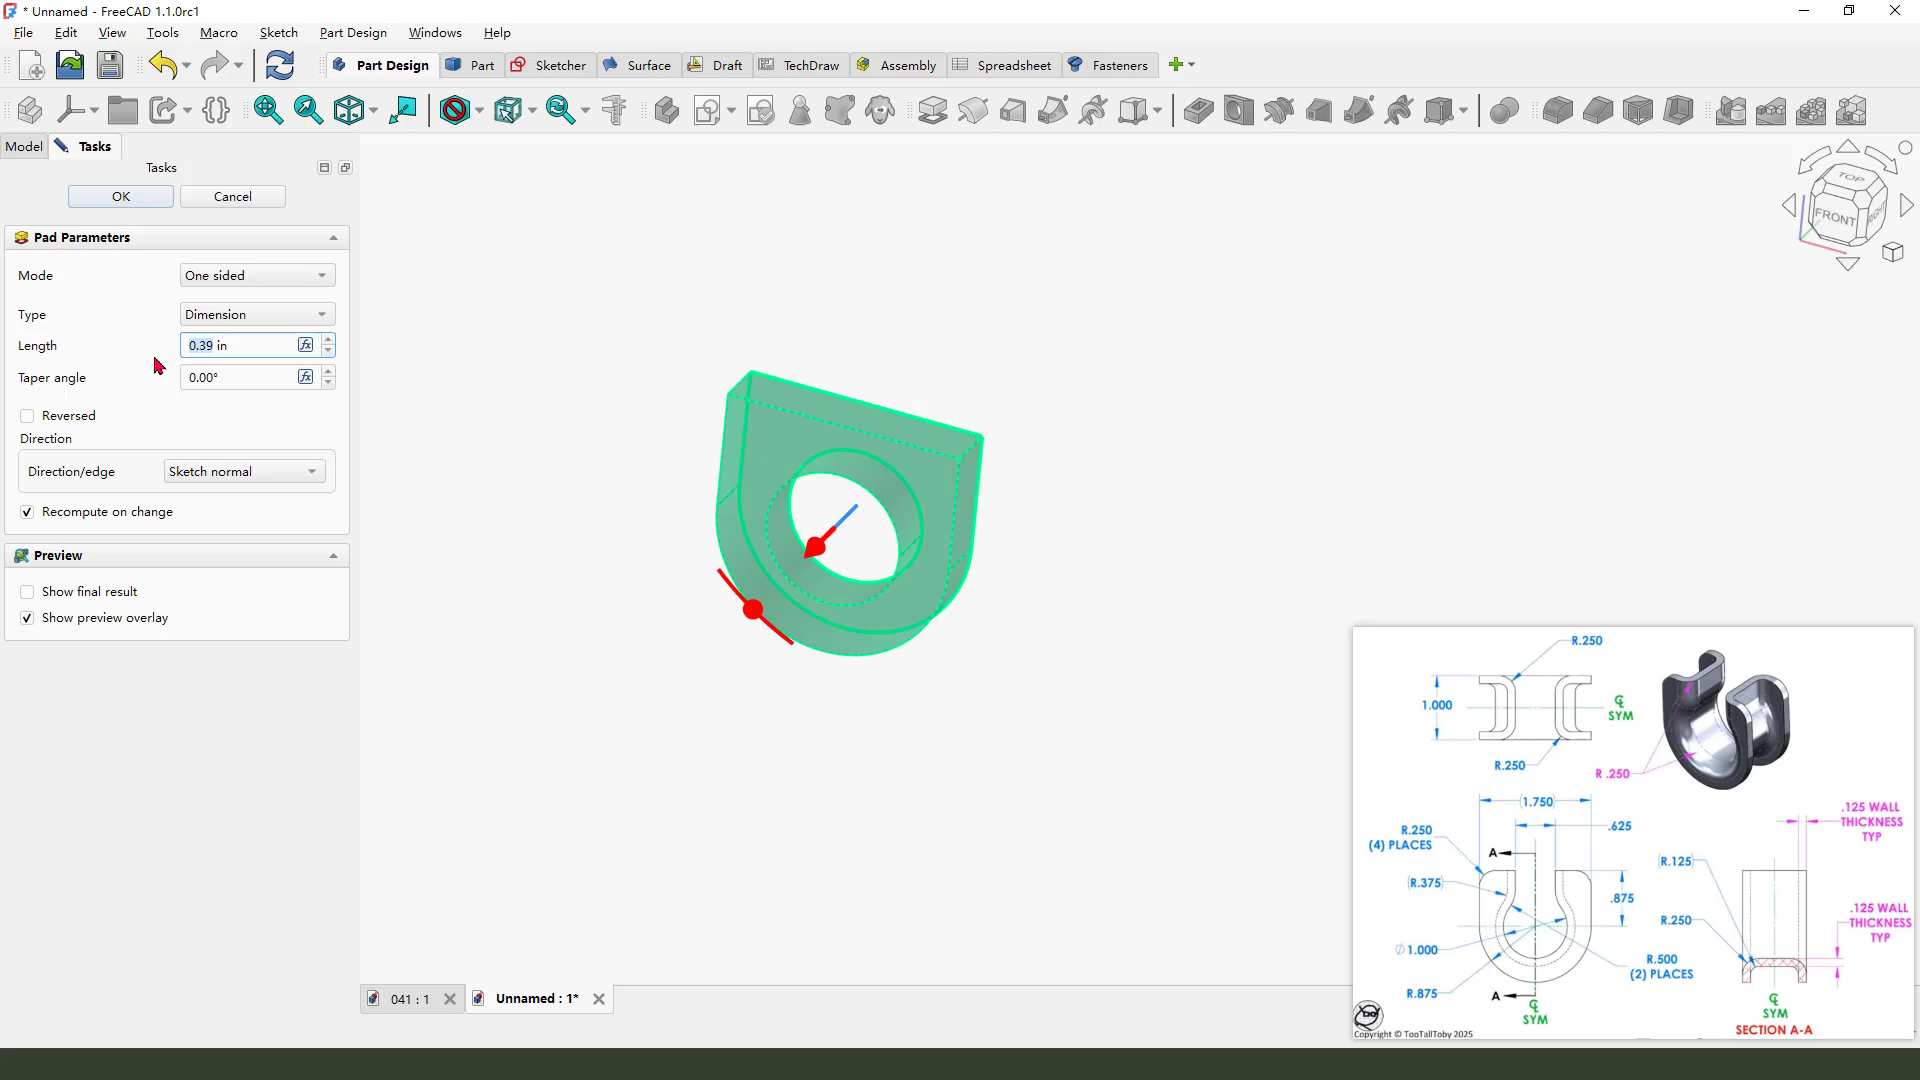 * Unnamed - FreeCAD 1.1.0rc1
File Edit View Tools Macro Sketch Part Design Windows Help
Part Design Part Sketcher Surface Draft TechDraw Assembly Spreadsheet Fasteners
Model Tasks
Tasks
OK Cancel
Pad Parameters
Mode One sided
Type Dimension
Length 0.39 in
Taper angle 0.00°
Reversed
Direction
Direction/edge Sketch normal
Recompute on change
Preview
Show final result
Show preview overlay
TOP
FRONT
RIGHT
041 : 1
Unnamed : 1*
R.250
1.000
℄
SYM
R.250
R .250
(1.750)
.625
R.250
(4) PLACES
A
(R.375)
.875
∅1.000
R.500
(2) PLACES
R.875
A
℄
SYM
.125 WALL
THICKNESS
TYP
(R.125)
R.250
.125 WALL
THICKNESS
TYP
℄
SYM
SECTION A-A
Copyright © TooTallToby 2025